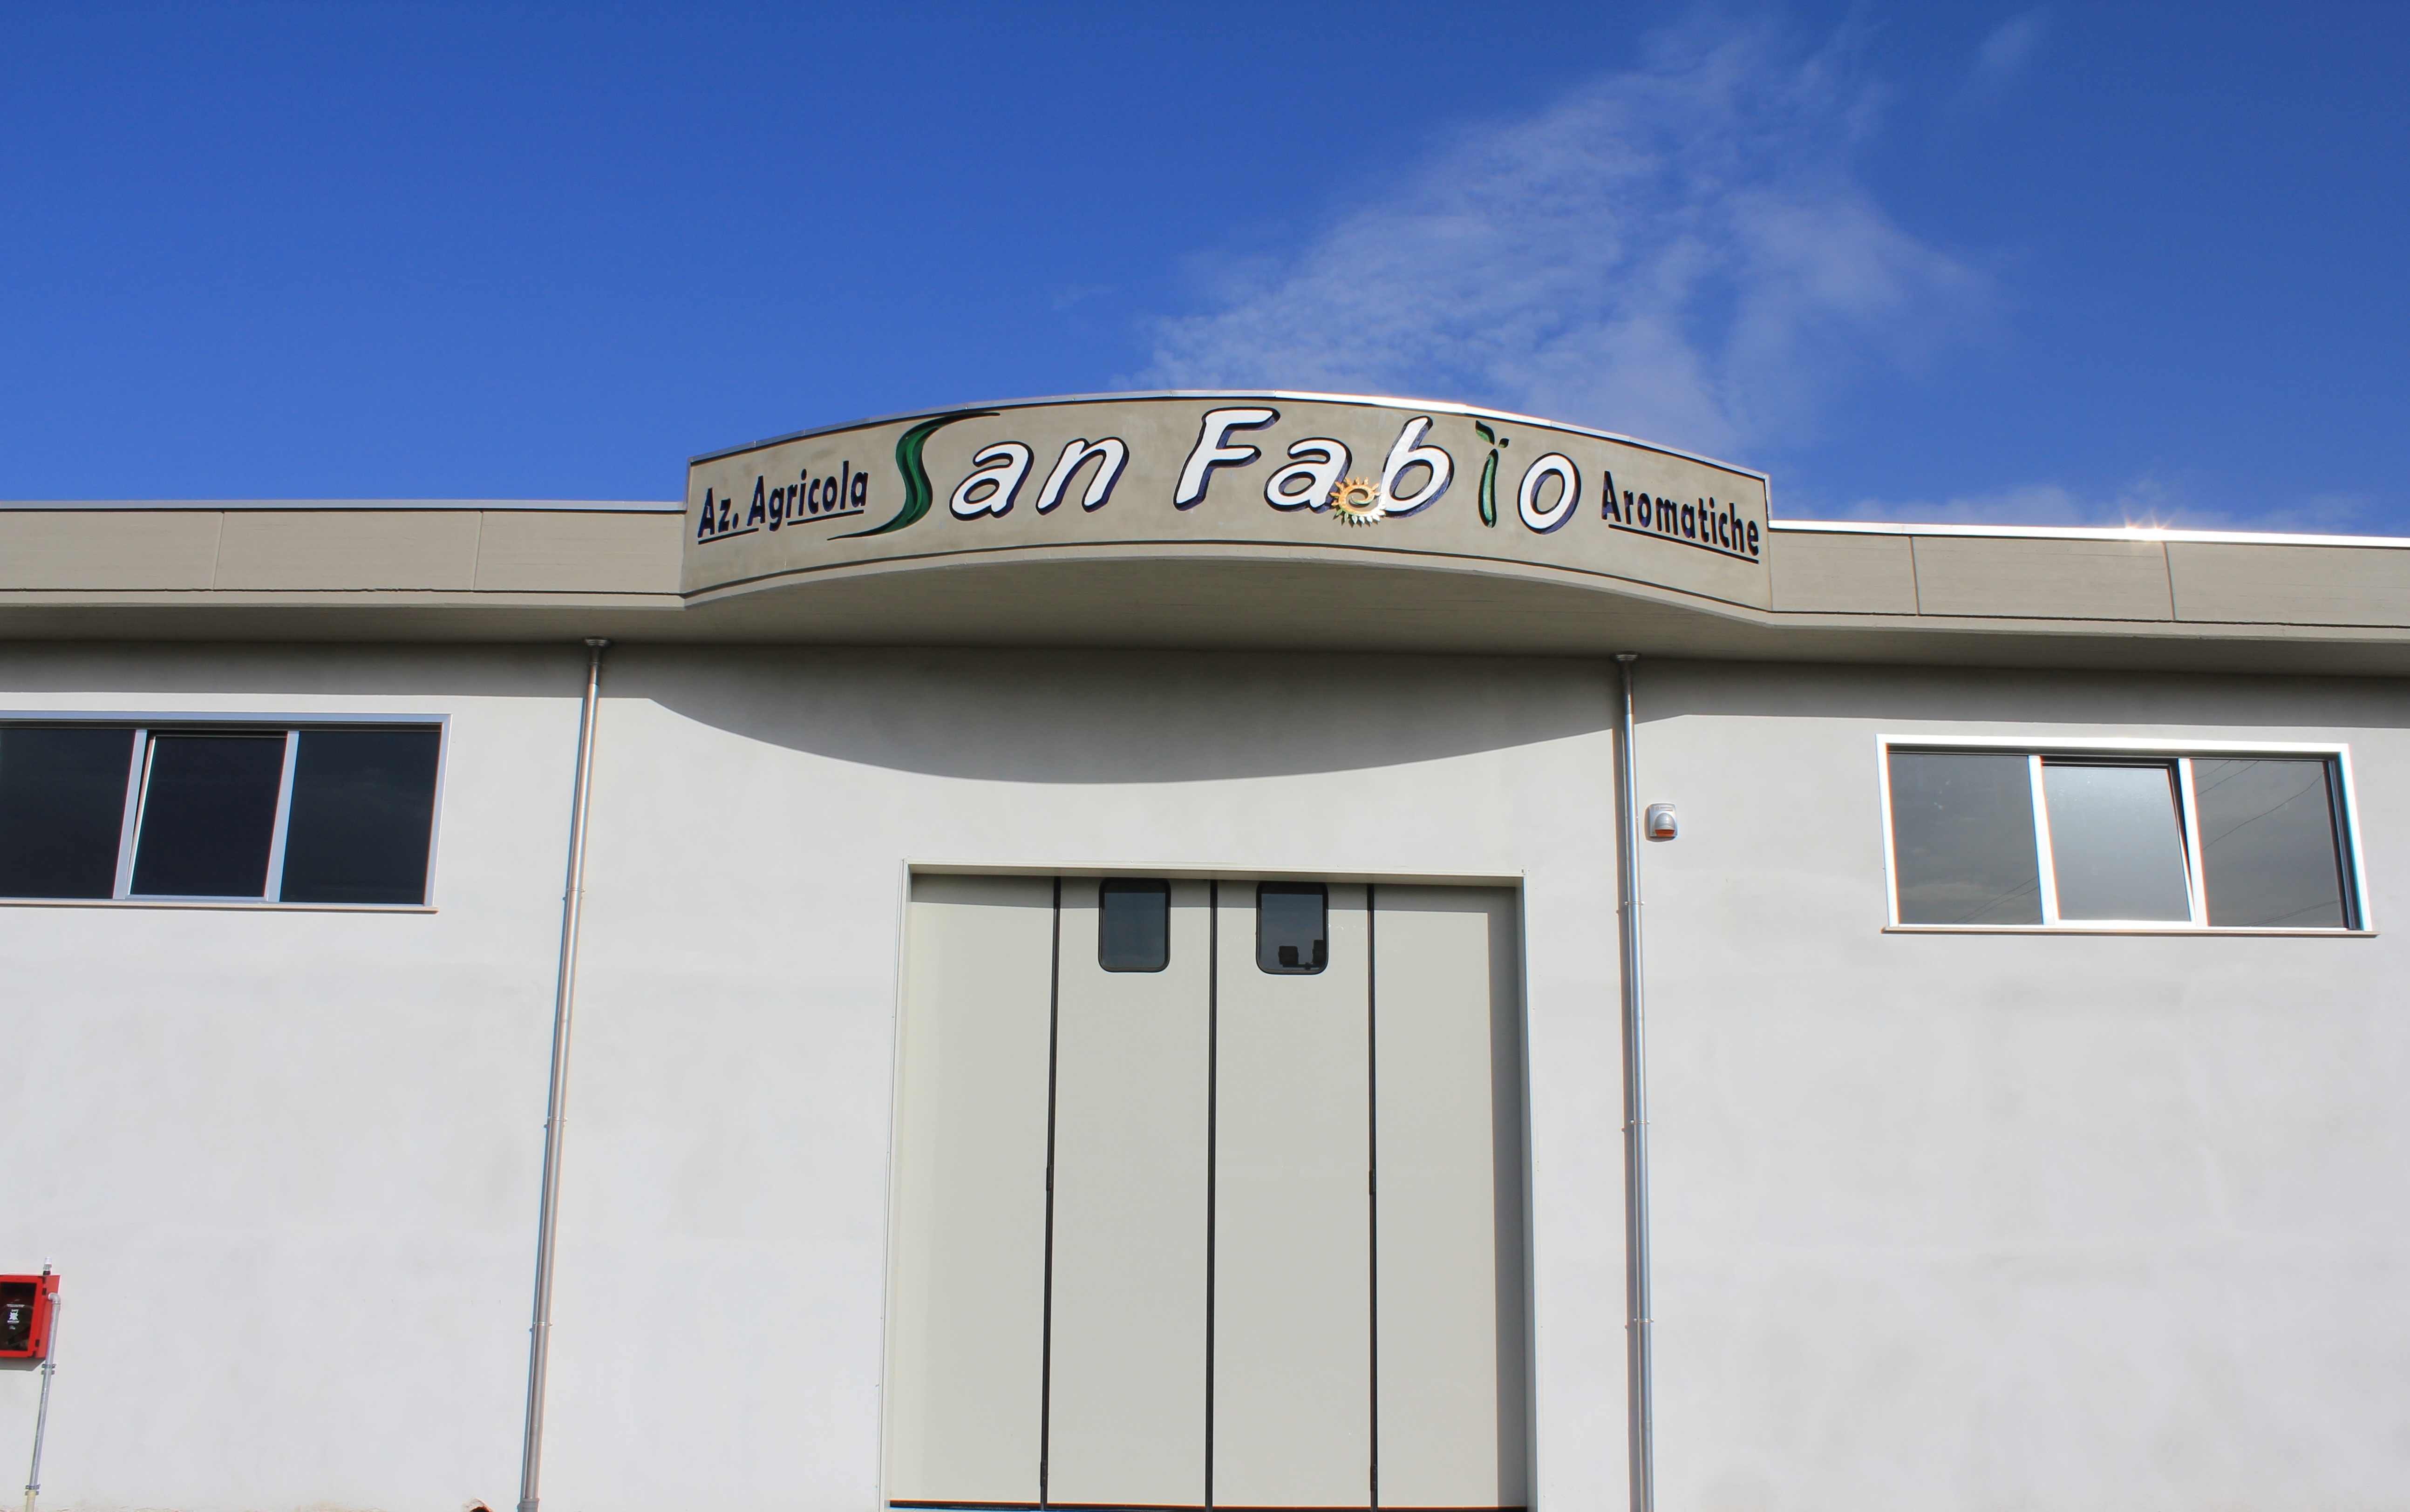 Az. Agricola San Fabio Aromatiche